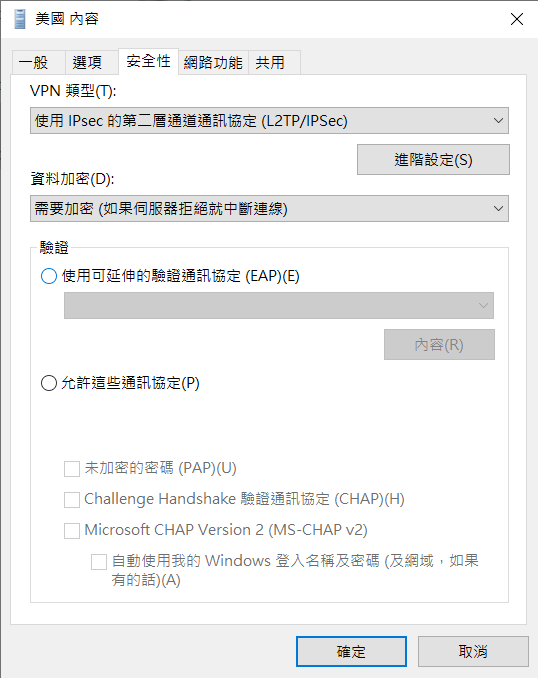 美國 內容
一般 選項 安全性 網路功能 共用
VPN 類型(T):
使用 IPsec 的第二層通道通訊協定 (L2TP/IPSec)
進階設定(S)
資料加密(D):
需要加密 (如果伺服器拒絕就中斷連線)
驗證
使用可延伸的驗證通訊協定 (EAP)(E)
內容(R)
允許這些通訊協定(P)
未加密的密碼 (PAP)(U)
Challenge Handshake 驗證通訊協定 (CHAP)(H)
Microsoft CHAP Version 2 (MS-CHAP v2)
自動使用我的 Windows 登入名稱及密碼 (及網域，如果
有的話)(A)
確定 取消